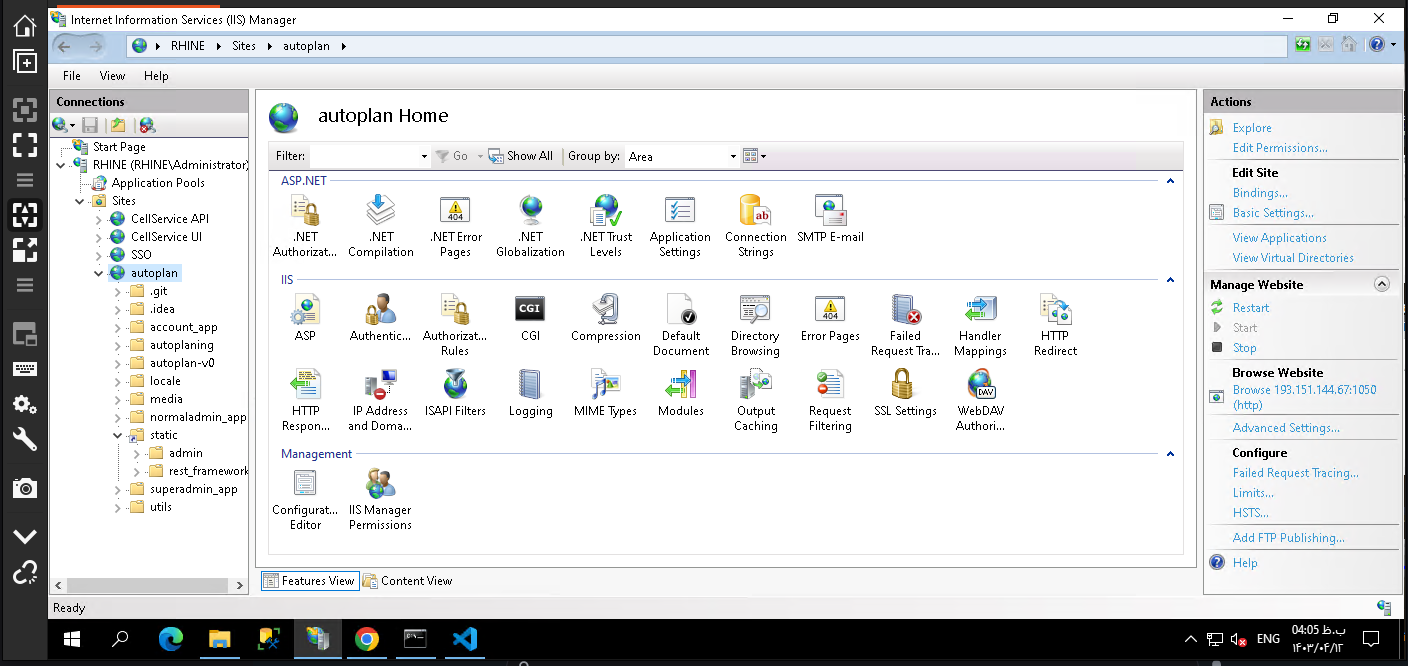 Internet Information Services (IIS) Manager
RHINE
Sites
autoplan
File
View
Help
Connections
Start Page
RHINE (RHINE\Administrator)
Application Pools
Sites
CellService API
CellService UI
SSO
autoplan
.git
.idea
account_app
autoplaning
autoplan-v0
locale
media
normaladmin_app
static
admin
rest_framework
superadmin_app
utils
autoplan Home
Filter:
Go
Show All
Group by:
Area
ASP.NET
.NET Authorizat...
.NET Compilation
.NET Error Pages
.NET Globalization
.NET Trust Levels
Application Settings
Connection Strings
SMTP E-mail
IIS
ASP
Authentic...
Authorizat... Rules
CGI
Compression
Default Document
Directory Browsing
Error Pages
Failed Request Tra...
Handler Mappings
HTTP Redirect
HTTP Respon...
IP Address and Doma...
ISAPI Filters
Logging
MIME Types
Modules
Output Caching
Request Filtering
SSL Settings
WebDAV Authori...
Management
Configurat... Editor
IIS Manager Permissions
Features View
Content View
Actions
Explore
Edit Permissions...
Edit Site
Bindings...
Basic Settings...
View Applications
View Virtual Directories
Manage Website
Restart
Start
Stop
Browse Website
Browse 193.151.144.67:1050
(http)
Advanced Settings...
Configure
Failed Request Tracing...
Limits...
HSTS...
Add FTP Publishing...
Help
Ready
ENG
04:05 ب.ظ
۱۴۰۳/۰۴/۱۲